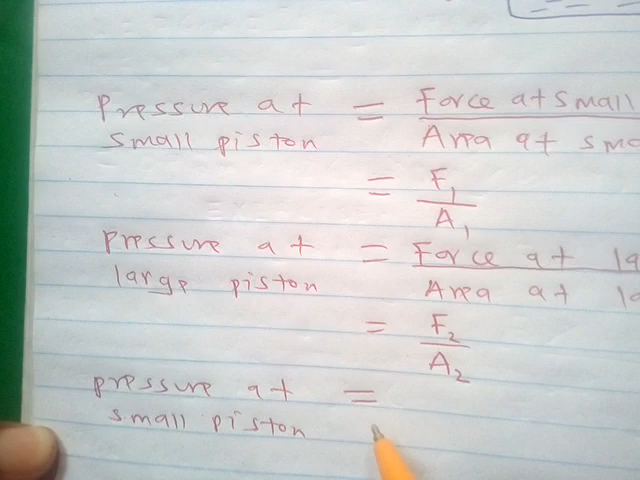 Pressure at = Force at small
small piston Area at
= F₁
A₁
pressure at = Force at
large piston Area at
= F₂
A₂
pressure at =
small piston